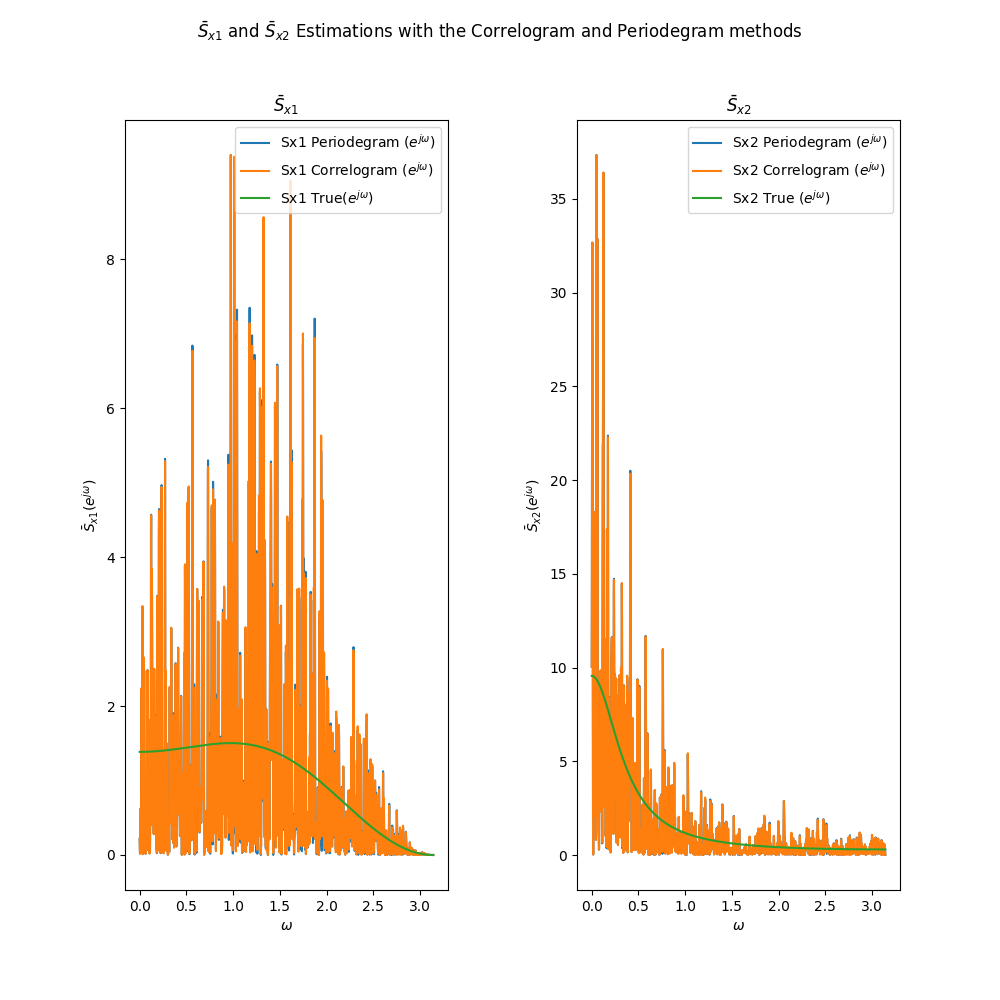 S̄x1 and S̄x2 Estimations with the Correlogram and Periodegram methods
S̄x1
Sx1 Periodegram (e^jω)
Sx1 Correlogram (e^jω)
Sx1 True(e^jω)
S̄x1(e^jω)
8
6
4
2
0
0.0 0.5 1.0 1.5 2.0 2.5 3.0
ω
S̄x2
Sx2 Periodegram (e^jω)
Sx2 Correlogram (e^jω)
Sx2 True (e^jω)
S̄x2(e^jω)
35
30
25
20
15
10
5
0
0.0 0.5 1.0 1.5 2.0 2.5 3.0
ω